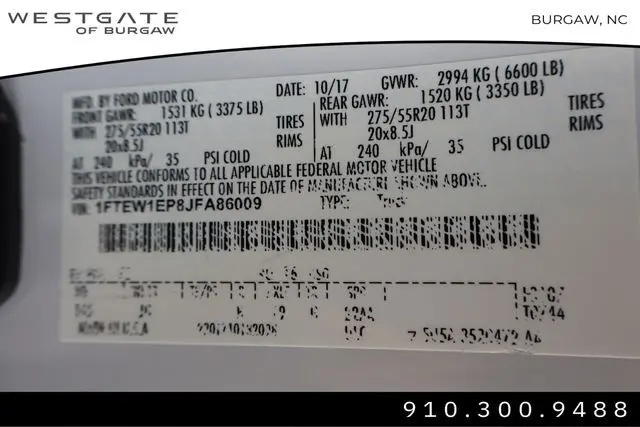 WESTGATE
OF BURGAW
BURGAW, NC
MFD. BY FORD MOTOR CO.
DATE: 10/17 GVWR: 2994 KG ( 6600 LB)
FRONT GAWR: 1531 KG ( 3375 LB)
REAR GAWR: 1520 KG ( 3350 LB)
WITH 275/55R20 113T TIRES
WITH 275/55R20 113T TIRES
20x8.5J RIMS
20x8.5J RIMS
AT 240 kPa/ 35 PSI COLD
AT 240 kPa/ 35 PSI COLD
THIS VEHICLE CONFORMS TO ALL APPLICABLE FEDERAL MOTOR VEHICLE
SAFETY STANDARDS IN EFFECT ON THE DATE OF MANUFACTURE SHOWN ABOVE.
VIN: 1FTEW1EP8JFA86009 TYPE:
910.300.9488